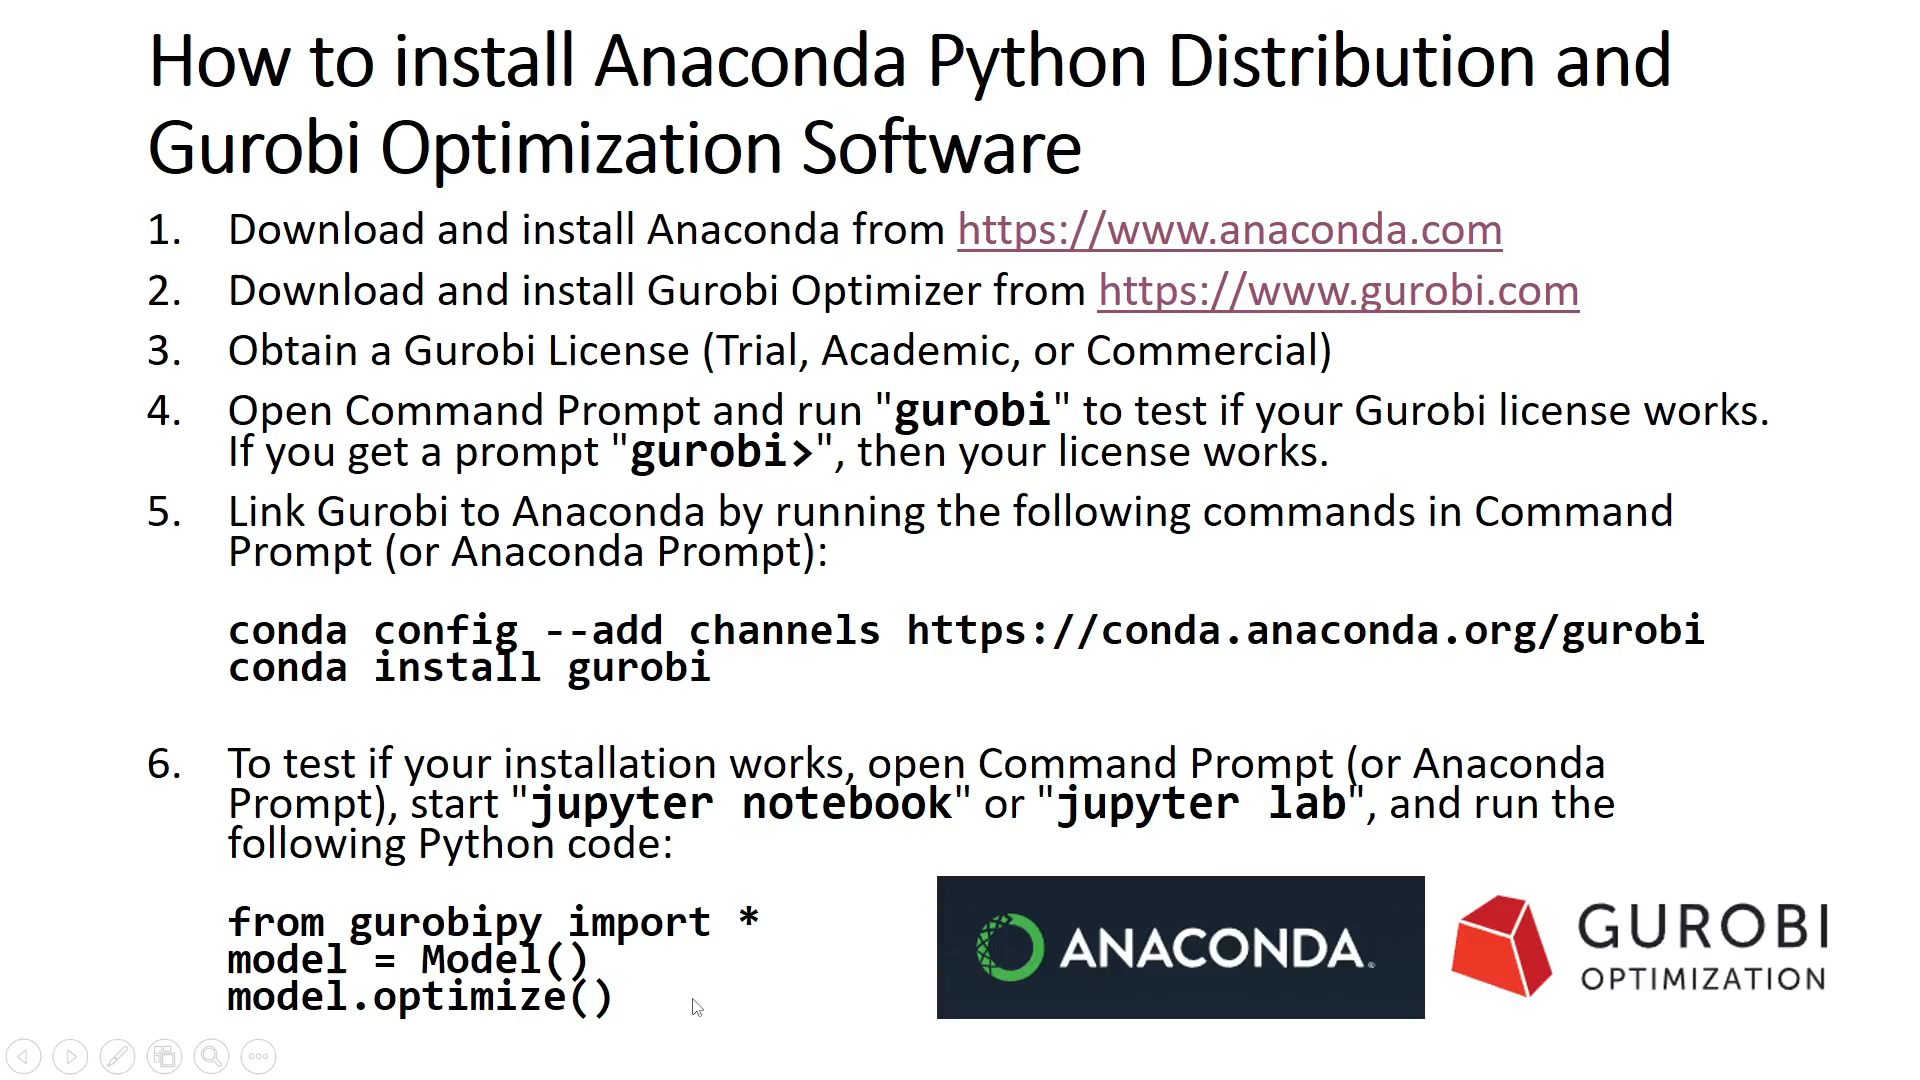 How to install Anaconda Python Distribution and
Gurobi Optimization Software
1. Download and install Anaconda from https://www.anaconda.com
2. Download and install Gurobi Optimizer from https://www.gurobi.com
3. Obtain a Gurobi License (Trial, Academic, or Commercial)
4. Open Command Prompt and run "gurobi" to test if your Gurobi license works.
If you get a prompt "gurobi>", then your license works.
5. Link Gurobi to Anaconda by running the following commands in Command
Prompt (or Anaconda Prompt):
conda config --add channels https://conda.anaconda.org/gurobi
conda install gurobi
6. To test if your installation works, open Command Prompt (or Anaconda
Prompt), start "jupyter notebook" or "jupyter lab", and run the
following Python code:
from gurobipy import *
model = Model()
model.optimize()
ANACONDA®
GUROBI
OPTIMIZATION